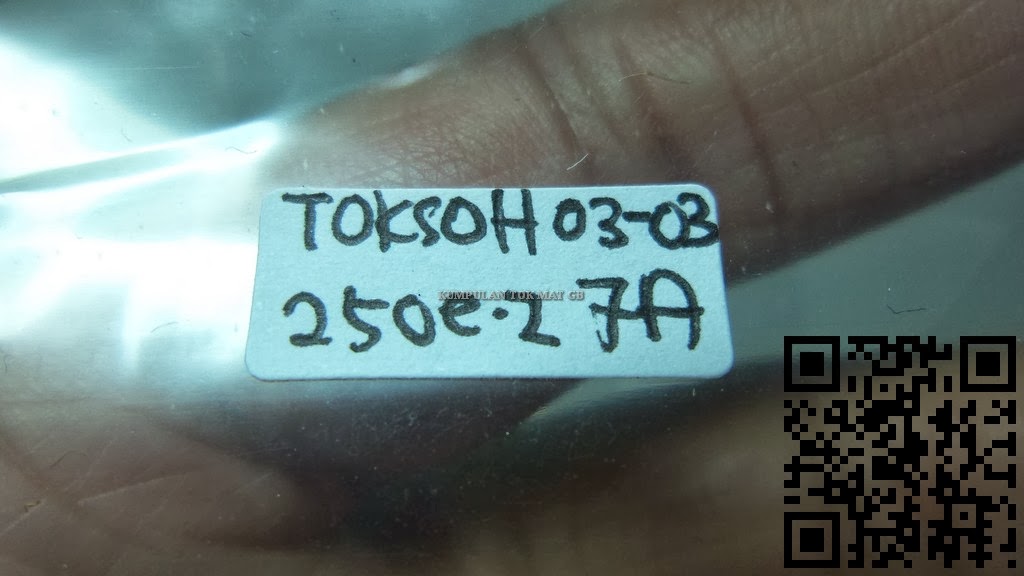 TOKSOH 03-03
KUMPULAN TOK MAT GB
250e.2 7A